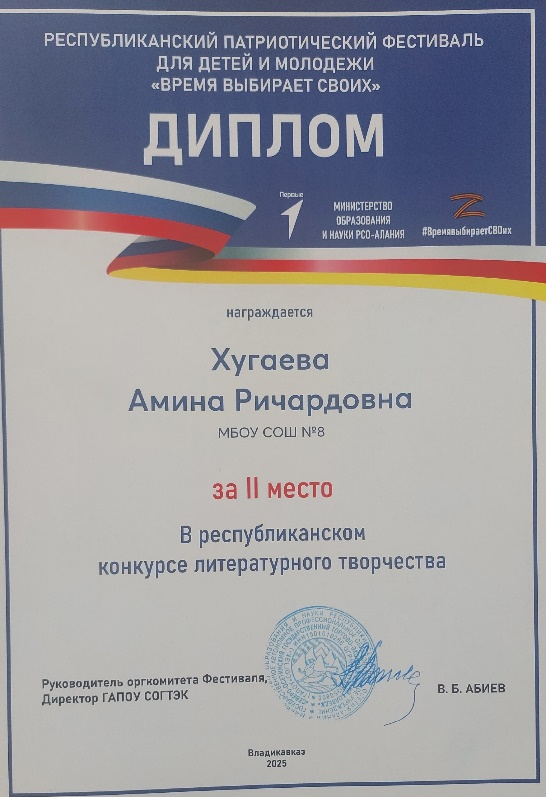 РЕСПУБЛИКАНСКИЙ ПАТРИОТИЧЕСКИЙ ФЕСТИВАЛЬ
ДЛЯ ДЕТЕЙ И МОЛОДЕЖИ
«ВРЕМЯ ВЫБИРАЕТ СВОИХ»
ДИПЛОМ
Первые
МИНИСТЕРСТВО
ОБРАЗОВАНИЯ
И НАУКИ РСО-АЛАНИЯ
#ВремявыбираетСВОих
награждается
Хугаева
Амина Ричардовна
МБОУ СОШ №8
за II место
В республиканском
конкурсе литературного творчества
Руководитель оргкомитета Фестиваля,
Директор ГАПОУ СОГТЭК
В. Б. АБИЕВ
Владикавказ
2025